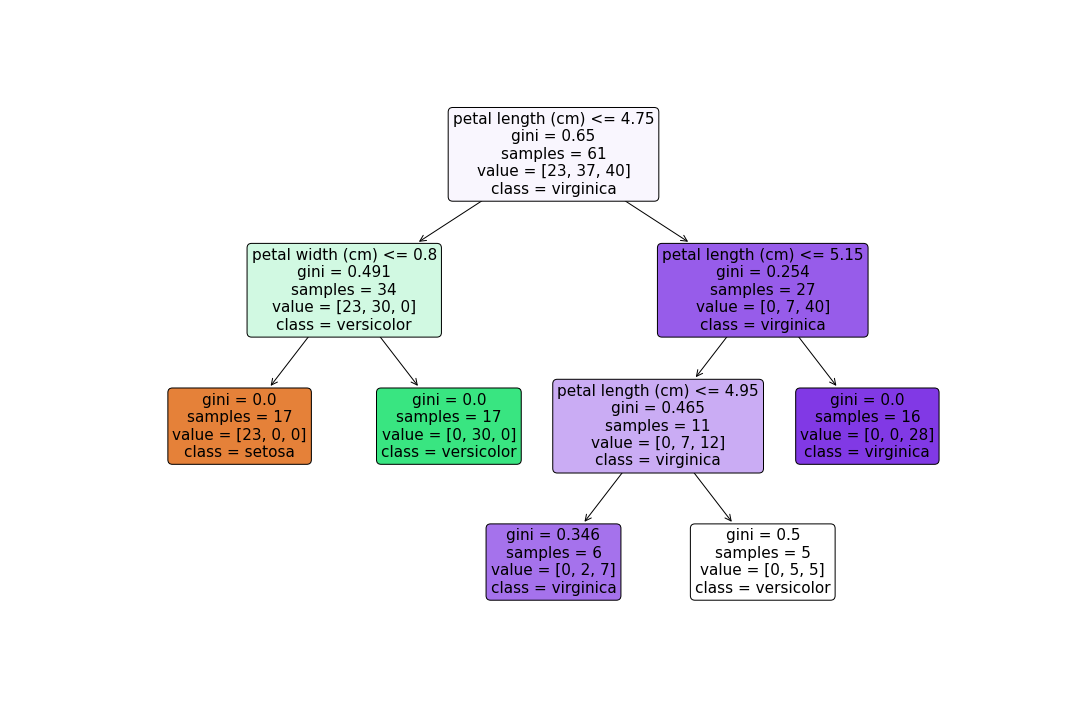 petal length (cm) <= 4.75
gini = 0.65
samples = 61
value = [23, 37, 40]
class = virginica
petal width (cm) <= 0.8
gini = 0.491
samples = 34
value = [23, 30, 0]
class = versicolor
petal length (cm) <= 5.15
gini = 0.254
samples = 27
value = [0, 7, 40]
class = virginica
gini = 0.0
samples = 17
value = [23, 0, 0]
class = setosa
gini = 0.0
samples = 17
value = [0, 30, 0]
class = versicolor
petal length (cm) <= 4.95
gini = 0.465
samples = 11
value = [0, 7, 12]
class = virginica
gini = 0.0
samples = 16
value = [0, 0, 28]
class = virginica
gini = 0.346
samples = 6
value = [0, 2, 7]
class = virginica
gini = 0.5
samples = 5
value = [0, 5, 5]
class = versicolor